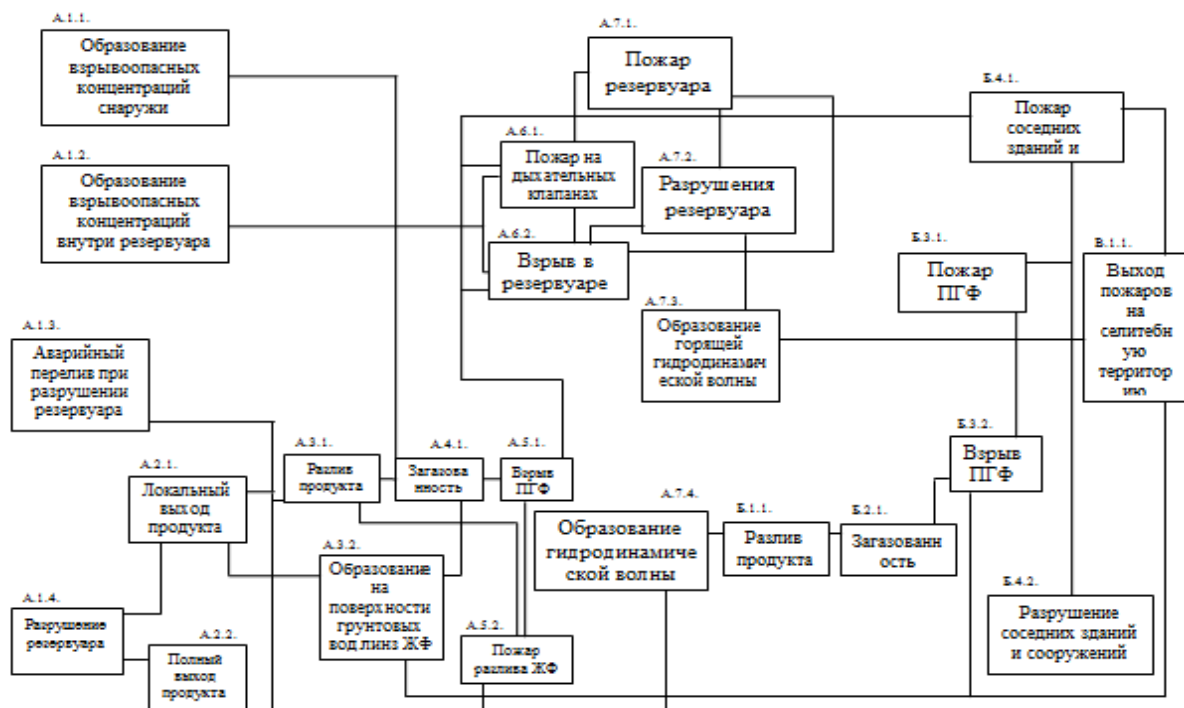 А.1.1.
Образование
взрывоопасных
концентраций
снаружи
А.1.2.
Образование
взрывоопасных
концентраций
внутри резервуара
А.1.3.
Аварийный
перелив при
разрушении
резервуара
А.1.4.
Разрушение
резервуара
А.2.1.
Локальный
выход
продукта
А.2.2.
Полный
выход
продукта
А.3.1.
Разлив
продукта
А.3.2.
Образование
на
поверхности
грунтовых
вод линз ЖФ
А.4.1.
Загазова
нность
А.5.1.
Взрыв
ПГФ
А.5.2.
Пожар
разлива ЖФ
А.6.1.
Пожар на
дыхательных
клапанах
А.6.2.
Взрыв в
резервуаре
А.7.1.
Пожар
резервуара
А.7.2.
Разрушения
резервуара
А.7.3.
Образование
горящей
гидродинамич
еской волны
А.7.4.
Образование
гидродинамиче
ской волны
Б.1.1.
Разлив
продукта
Б.2.1.
Загазованн
ость
Б.3.1.
Пожар
ПГФ
Б.3.2.
Взрыв
ПГФ
Б.4.1.
Пожар
соседних
зданий и
Б.4.2.
Разрушение
соседних зданий
и сооружений
В.1.1.
Выход
пожаров
на
селитебн
ую
территор
ию